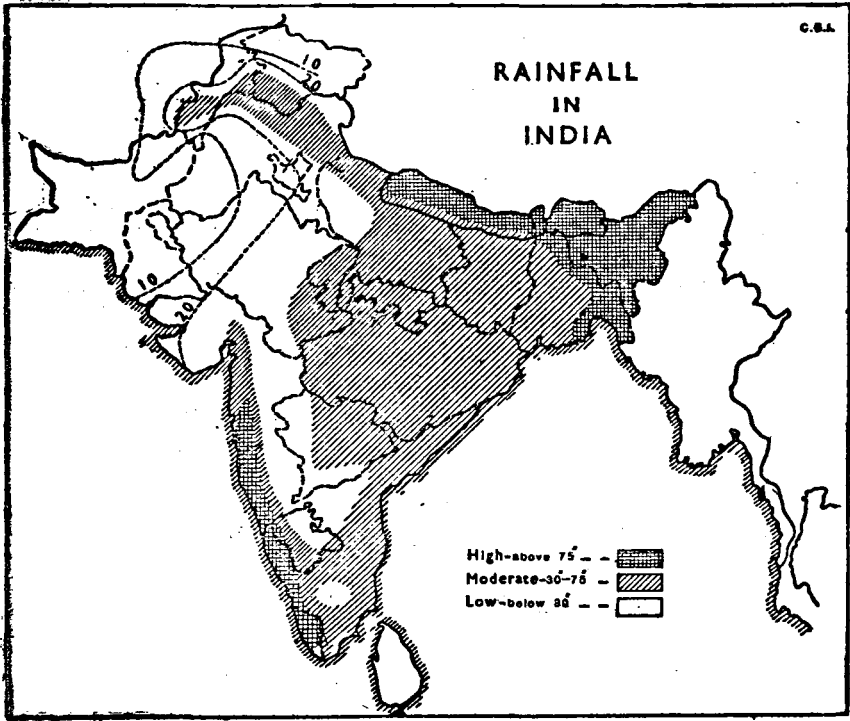 C.S.I.
RAINFALL
IN
INDIA
10
20
10
20
High-above 75"
Moderate-30"-75"
Low-below 30"